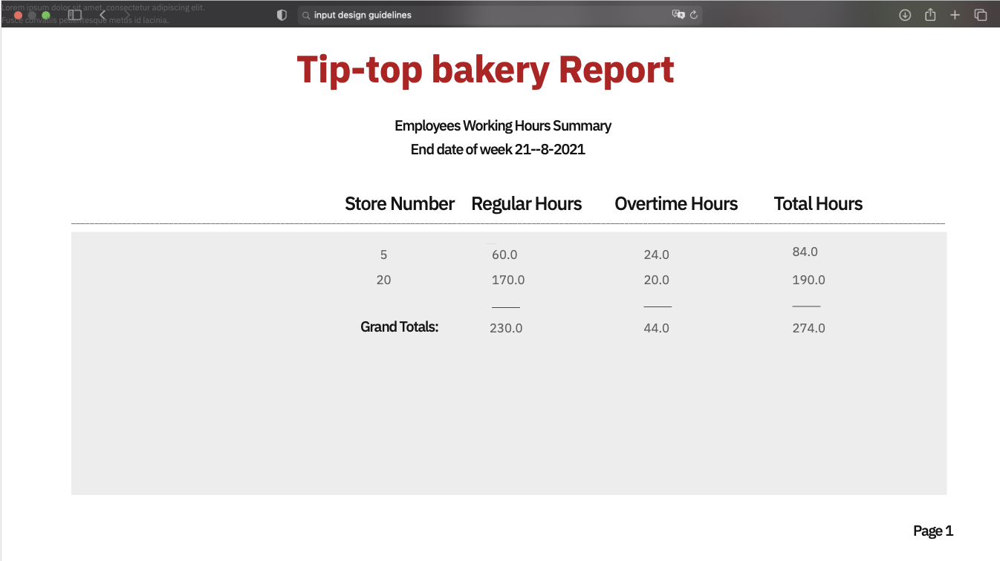 Lorem ipsum dolor sit amet, consectetur adipiscing elit.
Fusce convallis pellentesque metus id lacinia.
input design guidelines
Tip-top bakery Report
Employees Working Hours Summary
End date of week 21--8-2021
Store Number Regular Hours Overtime Hours Total Hours
5 60.0 24.0 84.0
20 170.0 20.0 190.0
Grand Totals: 230.0 44.0 274.0
Page 1